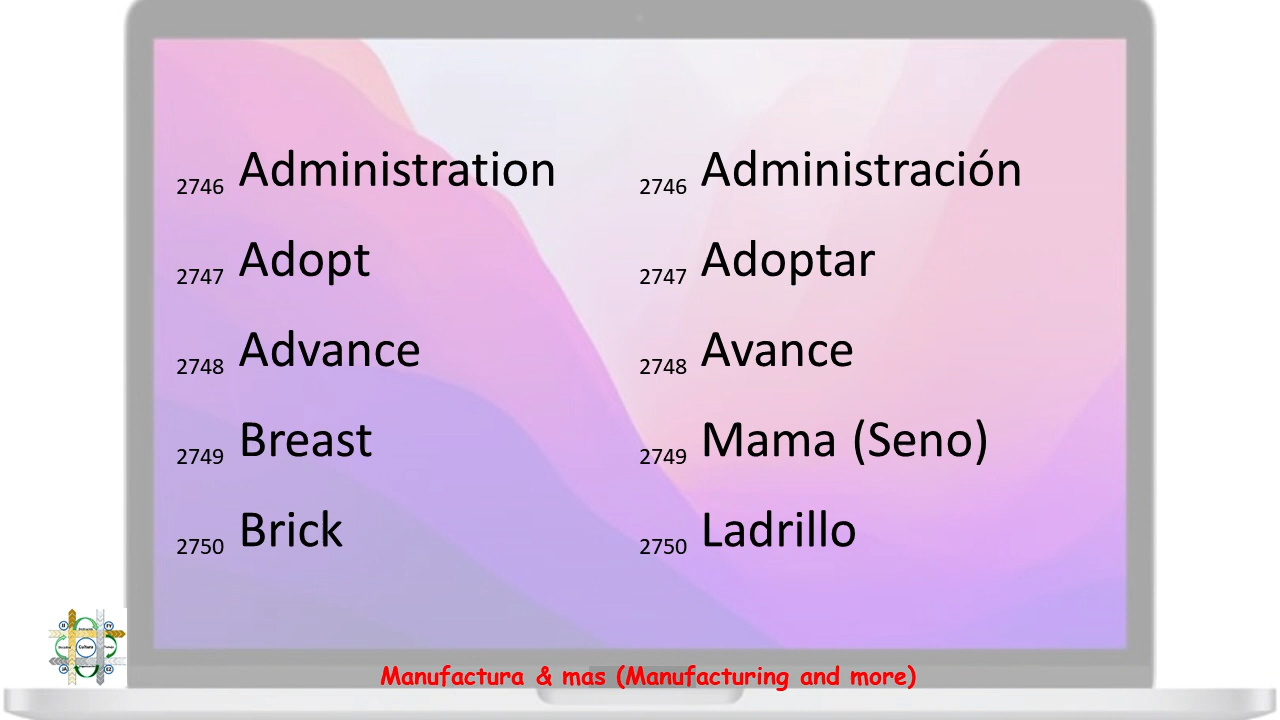 2746 Administration 2746 Administración
2747 Adopt 2747 Adoptar
2748 Advance 2748 Avance
2749 Breast 2749 Mama (Seno)
2750 Brick 2750 Ladrillo
Cultura
Manufactura & mas (Manufacturing and more)